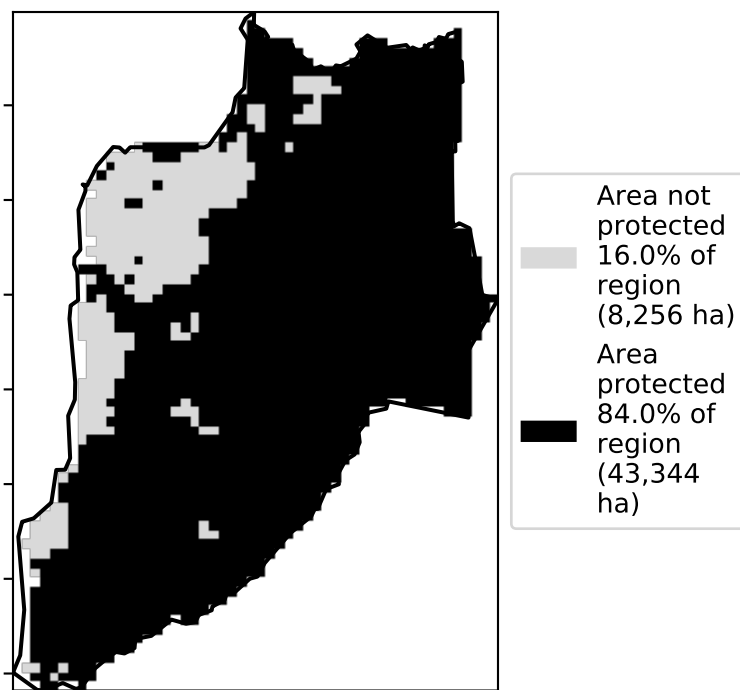 Area not
protected
16.0% of
region
(8,256 ha)
Area
protected
84.0% of
region
(43,344
ha)